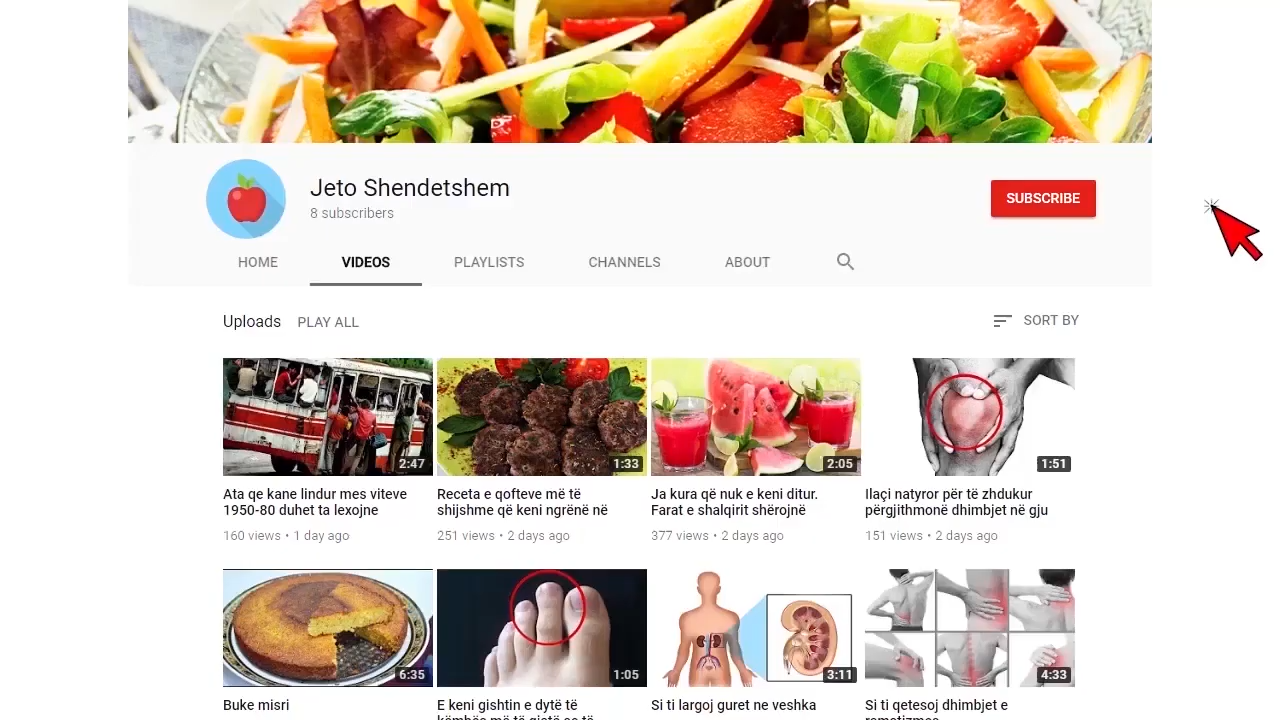 Jeto Shendetshem
8 subscribers
SUBSCRIBE
HOME
VIDEOS
PLAYLISTS
CHANNELS
ABOUT
Uploads
PLAY ALL
SORT BY
2:47
1:33
2:05
1:51
Ata qe kane lindur mes viteve
1950-80 duhet ta lexojne
160 views • 1 day ago
Receta e qofteve më të
shijshme që keni ngrënë në
251 views • 2 days ago
Ja kura që nuk e keni ditur.
Farat e shalqirit shërojnë
377 views • 2 days ago
Ilaçi natyror për të zhdukur
përgjithmonë dhimbjet në gju
151 views • 2 days ago
6:35
1:05
3:11
4:33
Buke misri
E keni gishtin e dytë të
Si ti largoj guret ne veshka
Si ti qetesoj dhimbjet e